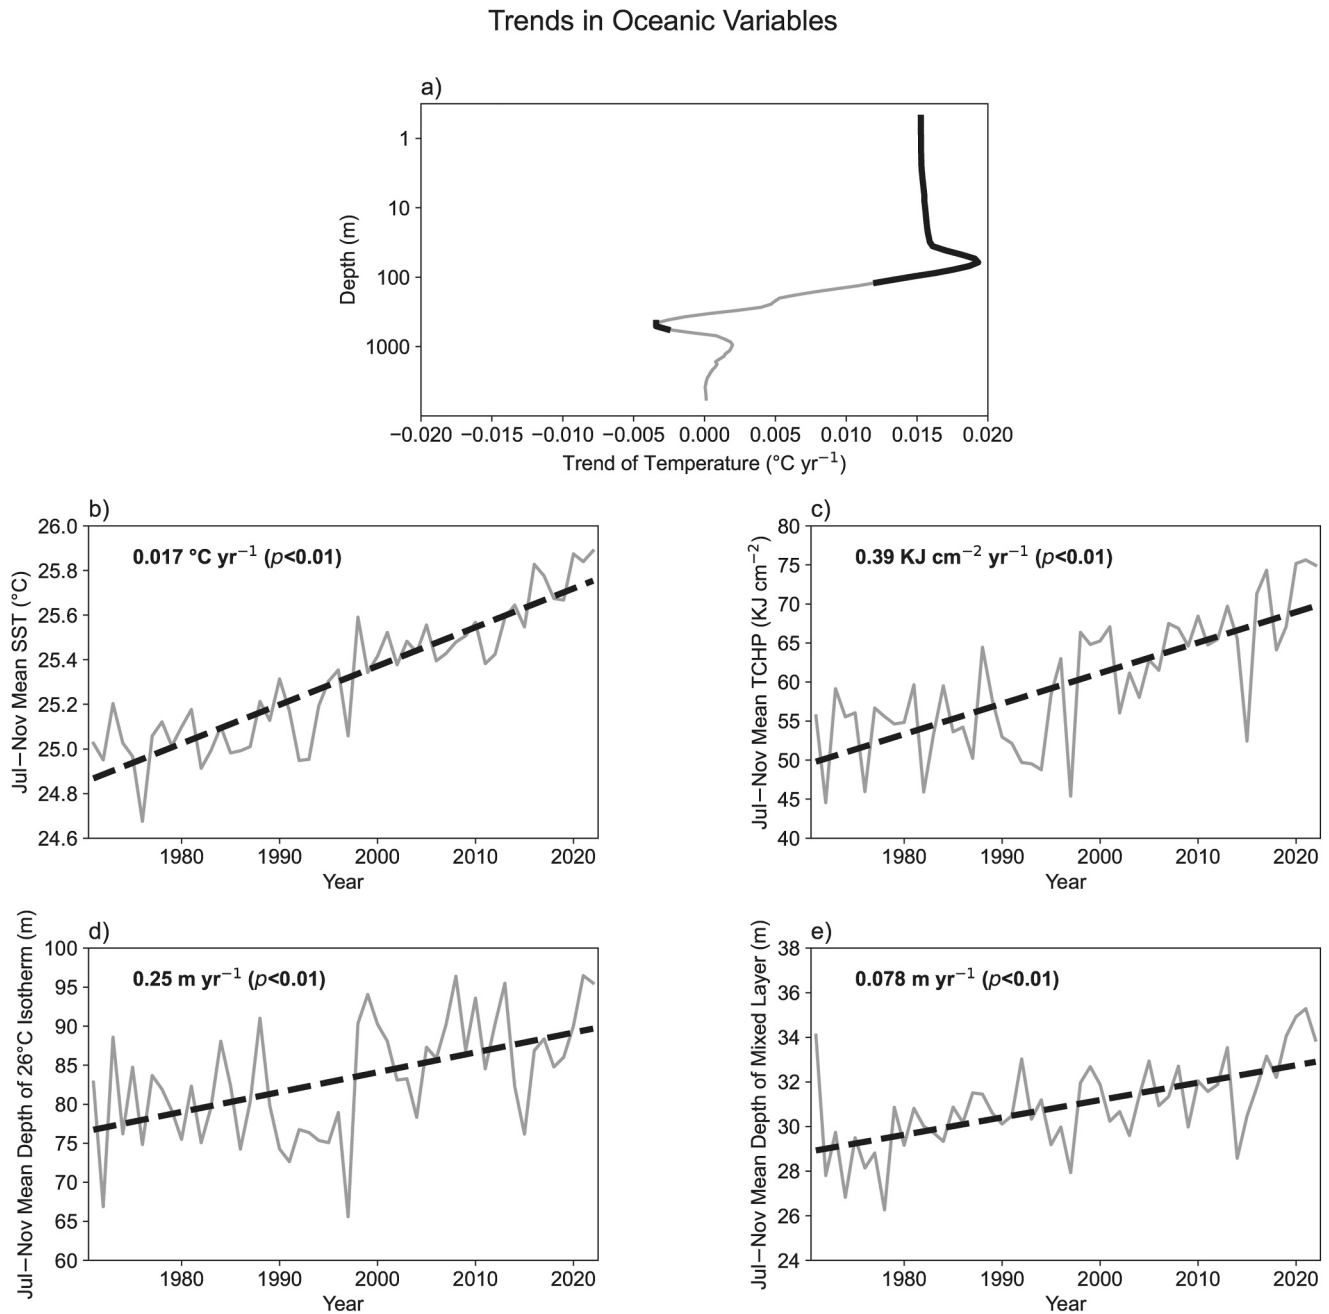 Trends in Oceanic Variables
a)
1
10
100
1000
Depth (m)
−0.020 −0.015 −0.010 −0.005 0.000 0.005 0.010 0.015 0.020
Trend of Temperature (°C yr−1)
b)
0.017 °C yr−1 (p<0.01)
26.0
25.8
25.6
25.4
25.2
25.0
24.8
24.6
Jul−Nov Mean SST (°C)
1980 1990 2000 2010 2020
Year
c)
0.39 KJ cm−2 yr−1 (p<0.01)
80
75
70
65
60
55
50
45
40
Jul−Nov Mean TCHP (KJ cm−2)
1980 1990 2000 2010 2020
Year
d)
0.25 m yr−1 (p<0.01)
100
95
90
85
80
75
70
65
60
Jul−Nov Mean Depth of 26°C Isotherm (m)
1980 1990 2000 2010 2020
Year
e)
0.078 m yr−1 (p<0.01)
38
36
34
32
30
28
26
24
Jul−Nov Mean Depth of Mixed Layer (m)
1980 1990 2000 2010 2020
Year